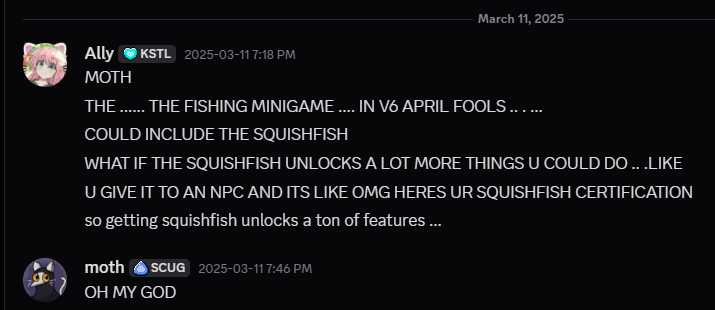 March 11, 2025
Ally KSTL 2025-03-11 7:18 PM
MOTH
THE ...... THE FISHING MINIGAME .... IN V6 APRIL FOOLS .. . ...
COULD INCLUDE THE SQUISHFISH
WHAT IF THE SQUISHFISH UNLOCKS A LOT MORE THINGS U COULD DO .. .LIKE
U GIVE IT TO AN NPC AND ITS LIKE OMG HERES UR SQUISHFISH CERTIFICATION
so getting squishfish unlocks a ton of features ...
moth SCUG 2025-03-11 7:46 PM
OH MY GOD